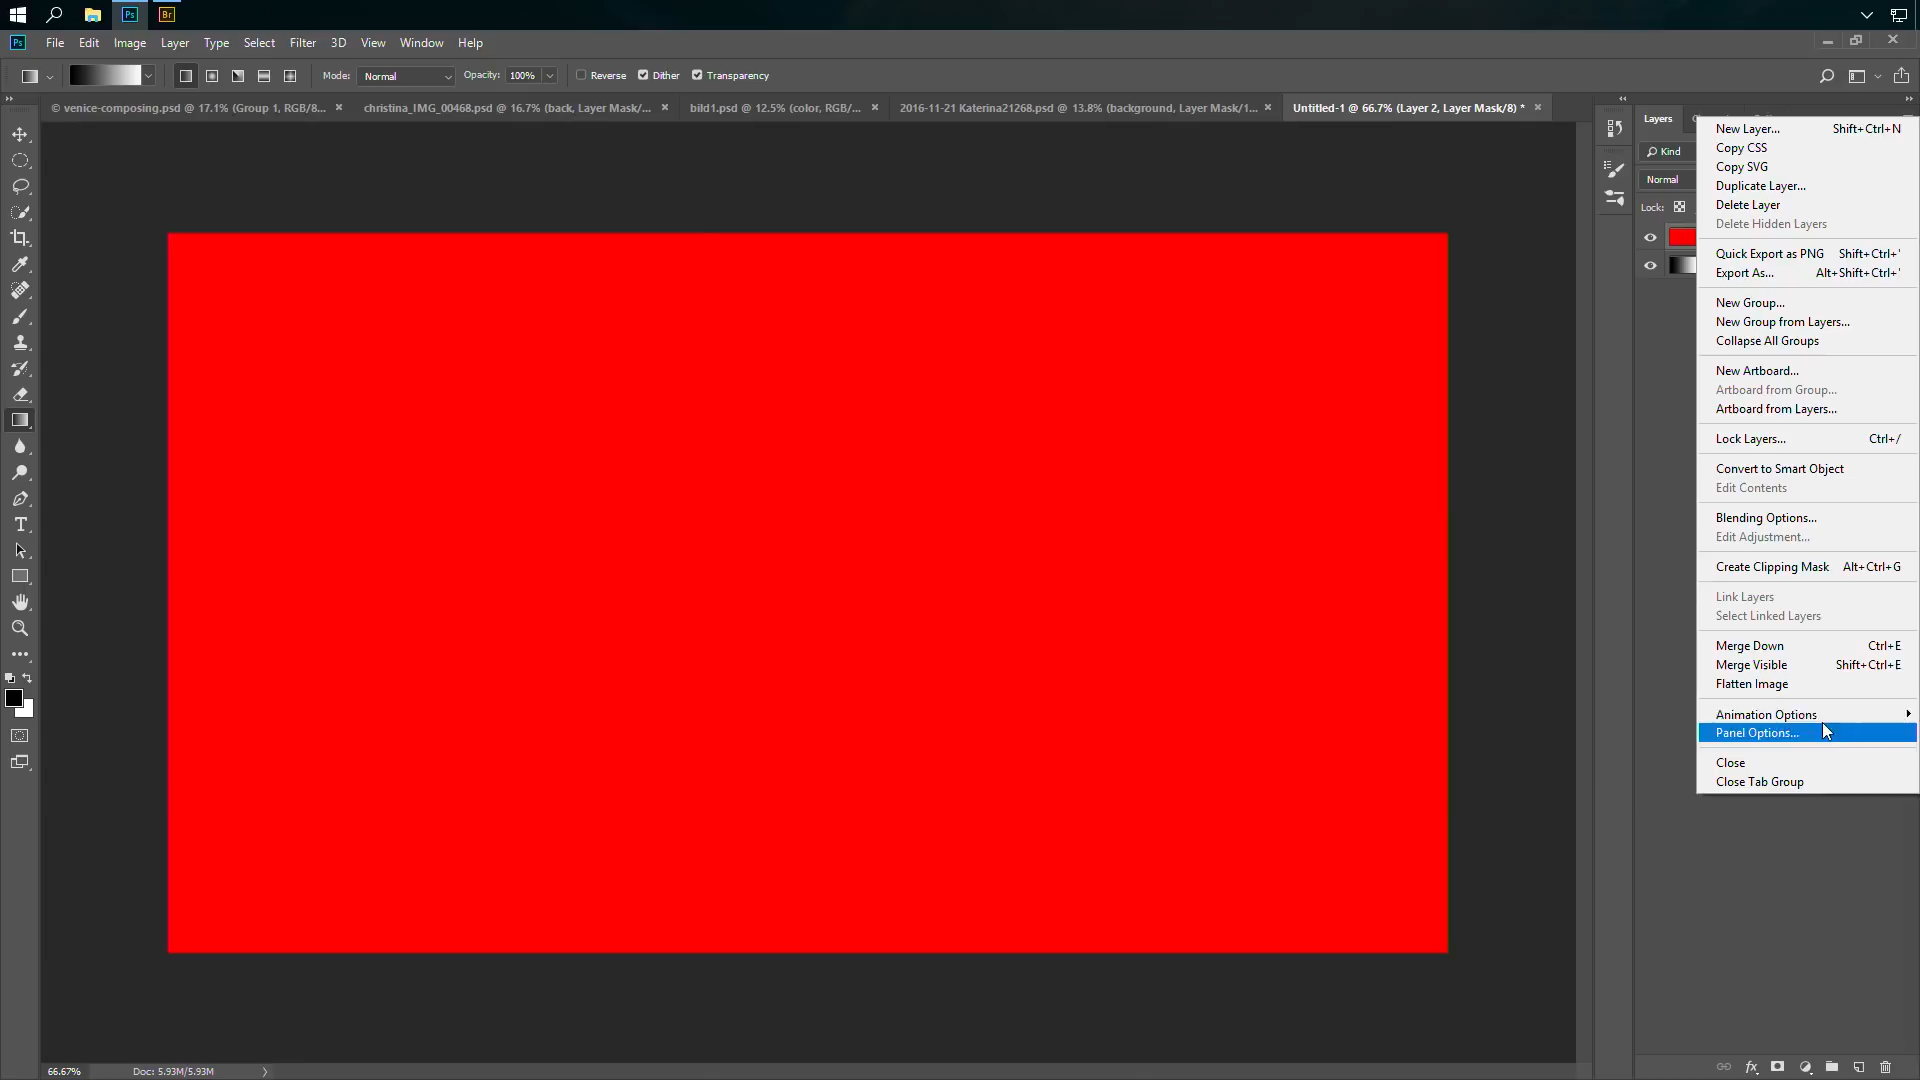 Ps
Br
Ps File Edit Image Layer Type Select Filter 3D View Window Help
Mode: Normal Opacity: 100% Reverse Dither Transparency
© venice-composing.psd @ 17.1% (Group 1, RGB/8...
christina_IMG_00468.psd @ 16.7% (back, Layer Mask/...
bild1.psd @ 12.5% (color, RGB/...
2016-11-21 Katerina21268.psd @ 13.8% (background, Layer Mask/1...
Untitled-1 @ 66.7% (Layer 2, Layer Mask/8) *
Layers
Kind
Normal
Lock:
New Layer... Shift+Ctrl+N
Copy CSS
Copy SVG
Duplicate Layer...
Delete Layer
Delete Hidden Layers
Quick Export as PNG Shift+Ctrl+'
Export As... Alt+Shift+Ctrl+'
New Group...
New Group from Layers...
Collapse All Groups
New Artboard...
Artboard from Group...
Artboard from Layers...
Lock Layers... Ctrl+/
Convert to Smart Object
Edit Contents
Blending Options...
Edit Adjustment...
Create Clipping Mask Alt+Ctrl+G
Link Layers
Select Linked Layers
Merge Down Ctrl+E
Merge Visible Shift+Ctrl+E
Flatten Image
Animation Options
Panel Options...
Close
Close Tab Group
T
fx
66.67% Doc: 5.93M/5.93M